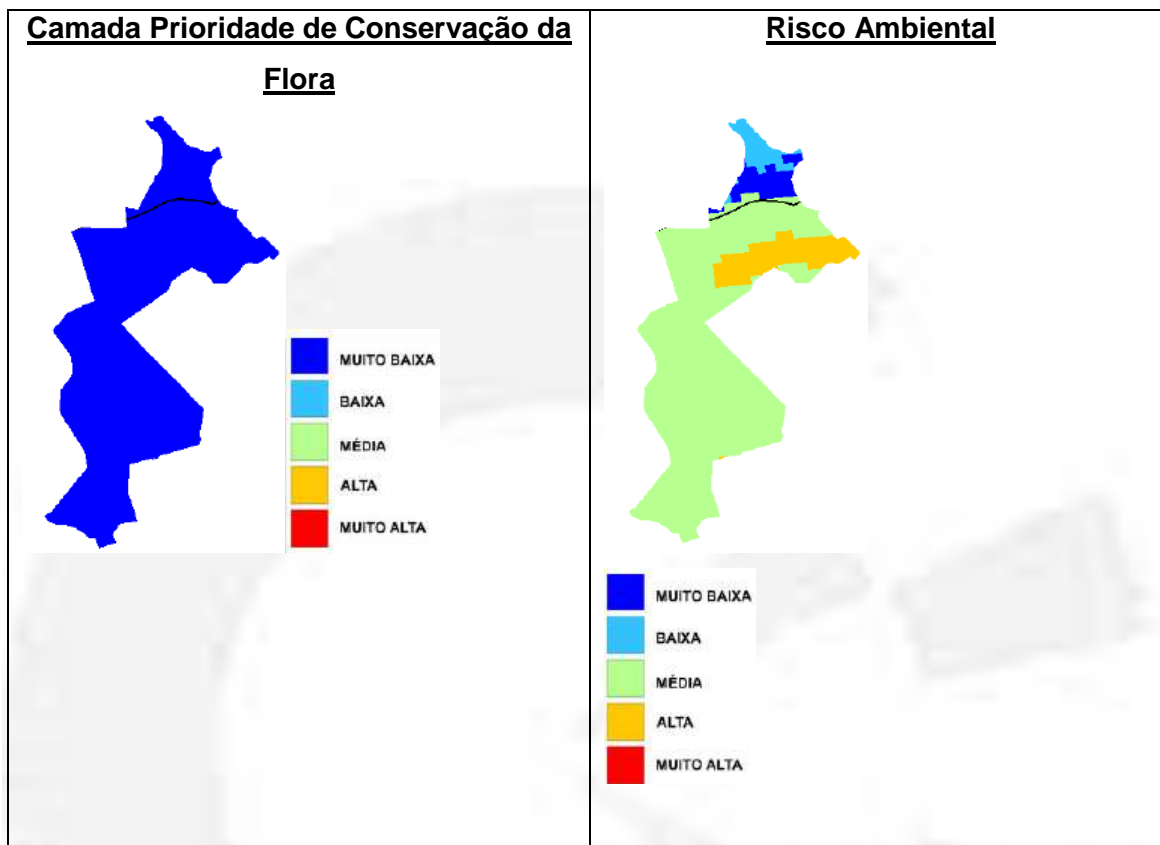 Camada Prioridade de Conservação da
Flora
MUITO BAIXA
BAIXA
MÉDIA
ALTA
MUITO ALTA
Risco Ambiental
MUITO BAIXA
BAIXA
MÉDIA
ALTA
MUITO ALTA